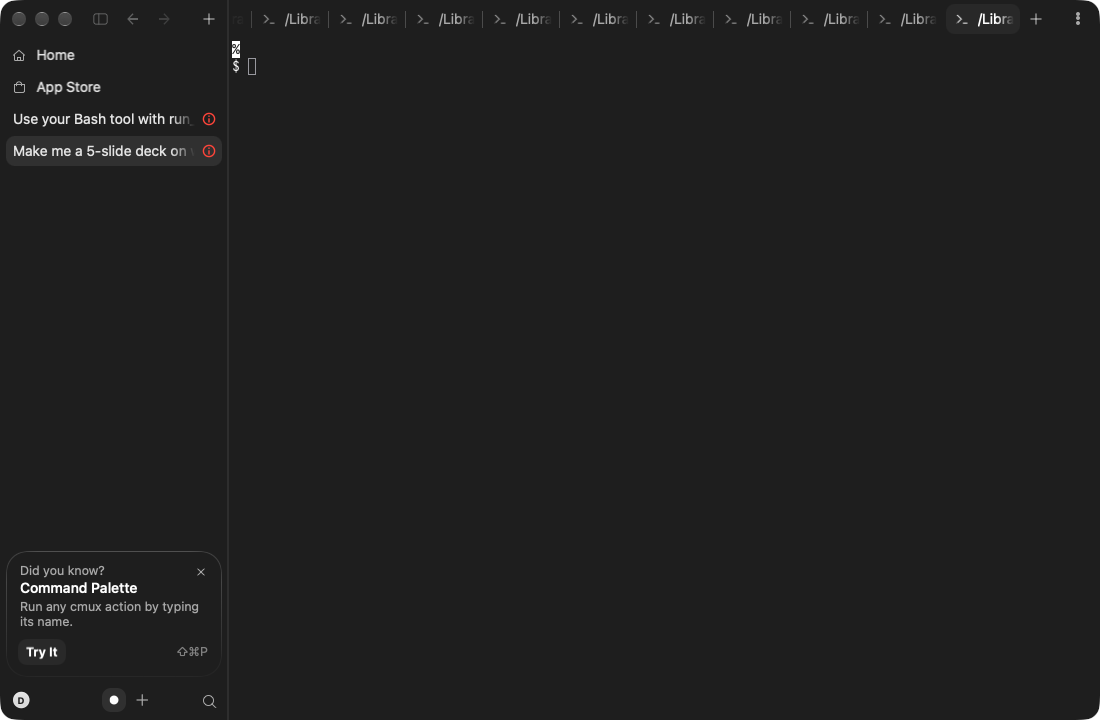 /Libra
/Libra
/Libra
/Libra
/Libra
/Libra
/Libra
/Libra
/Libra
/Libra
Home
App Store
Use your Bash tool with run_
Make me a 5-slide deck on
%
$
Did you know?
Command Palette
Run any cmux action by typing
its name.
Try It
⇧⌘P
D